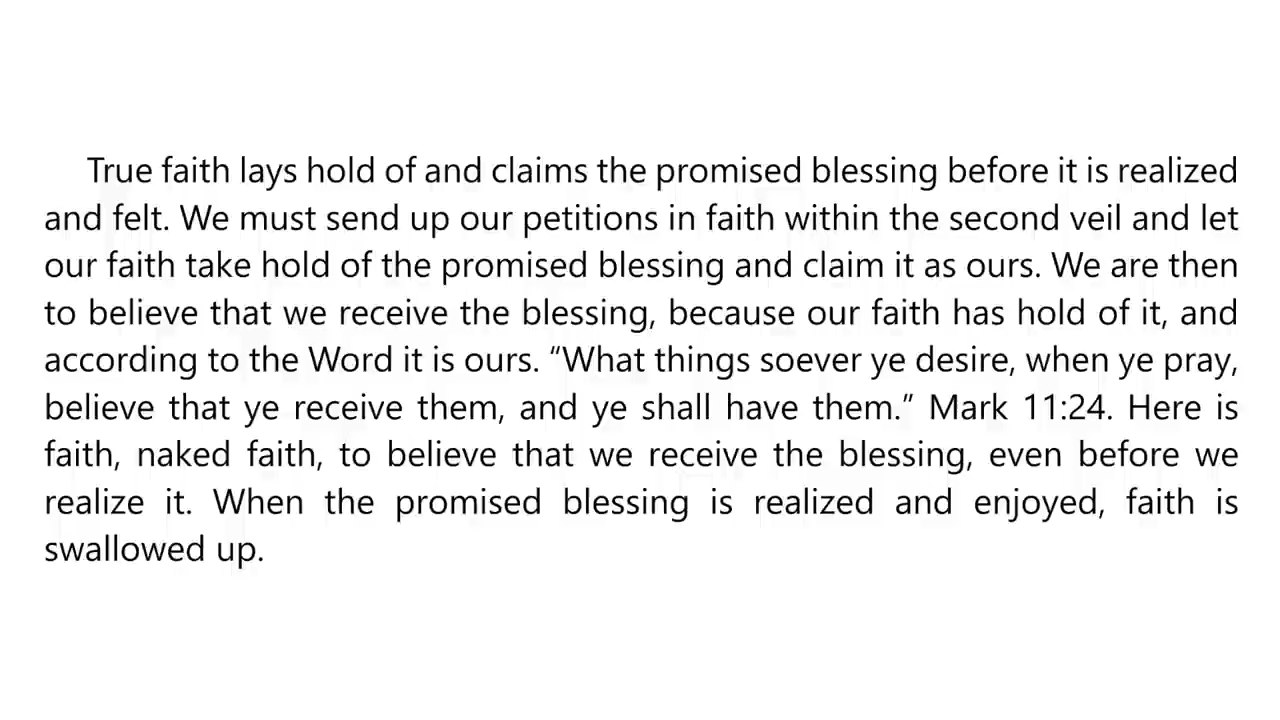 True faith lays hold of and claims the promised blessing before it is realized
and felt. We must send up our petitions in faith within the second veil and let
our faith take hold of the promised blessing and claim it as ours. We are then
to believe that we receive the blessing, because our faith has hold of it, and
according to the Word it is ours. “What things soever ye desire, when ye pray,
believe that ye receive them, and ye shall have them.” Mark 11:24. Here is
faith, naked faith, to believe that we receive the blessing, even before we
realize it. When the promised blessing is realized and enjoyed, faith is
swallowed up.